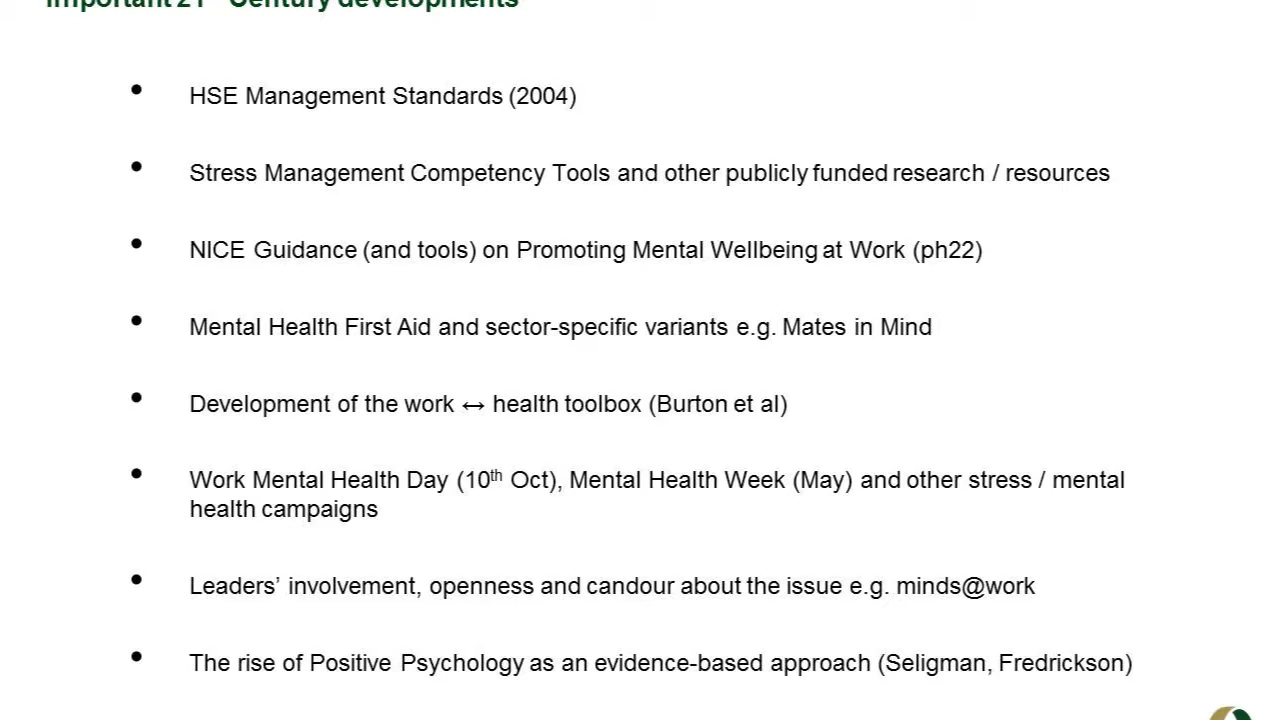 Important 21st Century developments
• HSE Management Standards (2004)
• Stress Management Competency Tools and other publicly funded research / resources
• NICE Guidance (and tools) on Promoting Mental Wellbeing at Work (ph22)
• Mental Health First Aid and sector-specific variants e.g. Mates in Mind
• Development of the work ↔ health toolbox (Burton et al)
• Work Mental Health Day (10th Oct), Mental Health Week (May) and other stress / mental
health campaigns
• Leaders’ involvement, openness and candour about the issue e.g. minds@work
• The rise of Positive Psychology as an evidence-based approach (Seligman, Fredrickson)